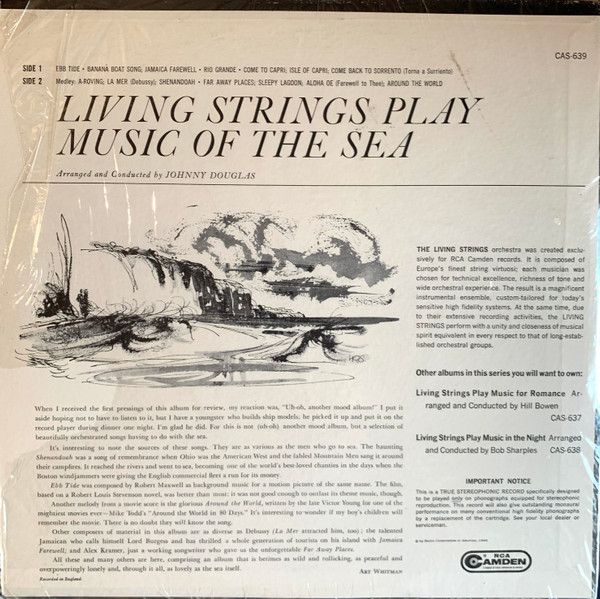 CAS-639
SIDE 1 EBB TIDE • BANANA BOAT SONG; JAMAICA FAREWELL • RIO GRANDE • COME TO CAPRI; ISLE OF CAPRI; COME BACK TO SORRENTO (Torna a Sorriento)
SIDE 2 Medley: A-ROVING; LA MER (Debussy); SHENANDOAH • FAR AWAY PLACES; SLEEPY LAGOON; ALOHA OE (Farewell to Thee); AROUND THE WORLD
LIVING STRINGS PLAY
MUSIC OF THE SEA
Arranged and Conducted by JOHNNY DOUGLAS
THE LIVING STRINGS orchestra was created exclu-
sively for RCA Camden records. It is composed of
Europe's finest string virtuosi; each musician was
chosen for technical excellence, richness of tone and
wide orchestral experience. The result is a magnificent
instrumental ensemble, custom-tailored for today's
sensitive high fidelity systems. At the same time, due
to their extensive recording activities, the LIVING
STRINGS perform with a unity and closeness of musical
spirit equivalent in every respect to that of long-estab-
lished orchestral groups.
Other albums in this series you will want to own:
Living Strings Play Music for Romance Ar-
ranged and Conducted by Hill Bowen
CAS-637
Living Strings Play Music in the Night Arranged
and Conducted by Bob Sharples CAS-638
IMPORTANT NOTICE
This is a TRUE STEREOPHONIC RECORD specifically designed
to be played only on phonographs equipped for stereophonic
reproduction. This record will also give outstanding monaural
performance on many conventional high fidelity phonographs
by a replacement of the cartridge. See your local dealer or
serviceman.
RCA
CAMDEN
When I received the first pressings of this album for review, my reaction was, "Uh-oh, another mood album!" I put it
aside hoping not to have to listen to it, but I have a youngster who builds ship models; he picked it up and put it on the
record player during dinner one night. I'm glad he did. For this is not (uh-oh) another mood album, but a selection of
beautifully orchestrated songs having to do with the sea.
It's interesting to note the sources of these songs. They are as various as the men who go to sea. The haunting
Shenandoah was a song of remembrance when Ohio was the American West and the fabled Mountain Men sang it around
their campfires. It reached the rivers and went to sea, becoming one of the world's best-loved chanties in the days when the
Boston windjammers were giving the English commercial fleet a run for its money.
Ebb Tide was composed by Robert Maxwell as background music for a motion picture of the same name. The film,
based on a Robert Louis Stevenson novel, was better than most; it was not good enough to outlast its theme music, though.
Another melody from a movie score is the glorious Around the World, written by the late Victor Young for one of the
mightiest movies ever – Mike Todd's "Around the World in 80 Days." It's interesting to wonder if my boy's children will
remember the movie. There is no doubt they will know the song.
Other composers of material in this album are as diverse as Debussy (La Mer attracted him, too); the talented
Jamaican who calls himself Lord Burgess and has thrilled a whole generation of tourists on his island with Jamaica
Farewell; and Alex Kramer, just a working songwriter who gave us the unforgettable Far Away Places.
All these and many others are here, comprising an album that is betimes as wild and rollicking, as peaceful and
overpoweringly lonely and, through it all, as lovely as the sea itself.
ART WHITMAN
Recorded in England.